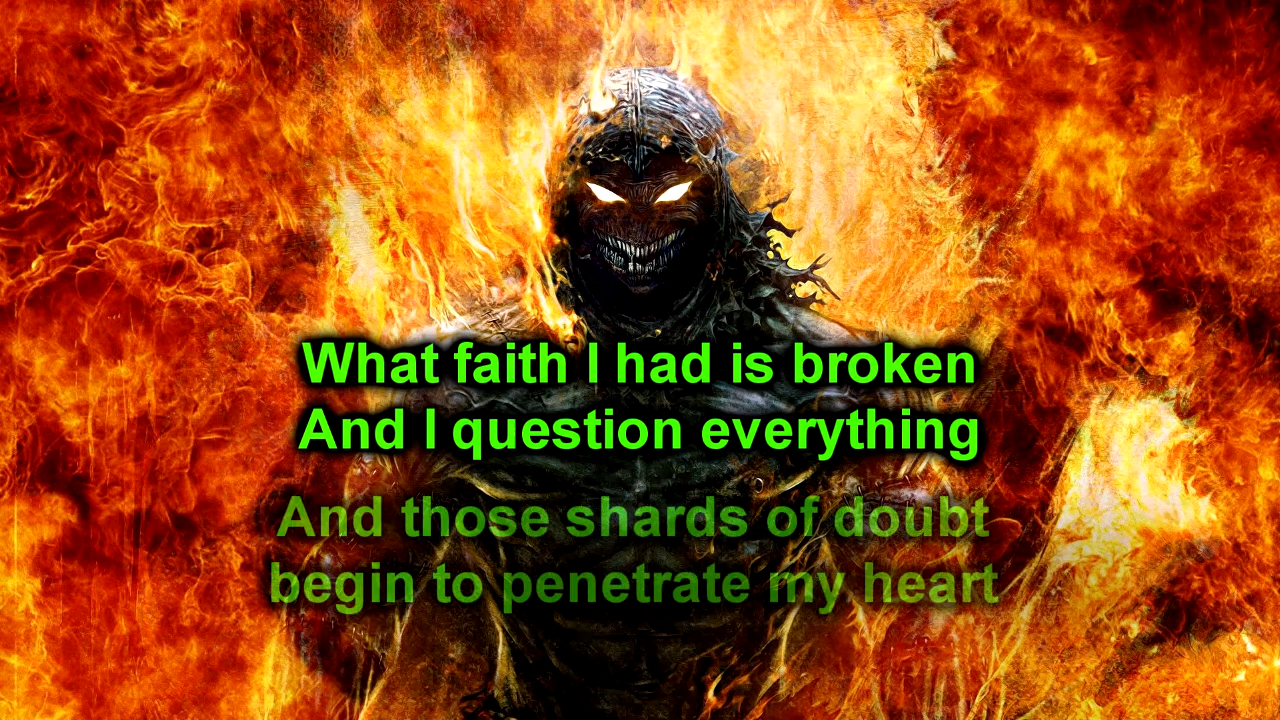 What faith I had is broken
And I question everything
And those shards of doubt
begin to penetrate my heart